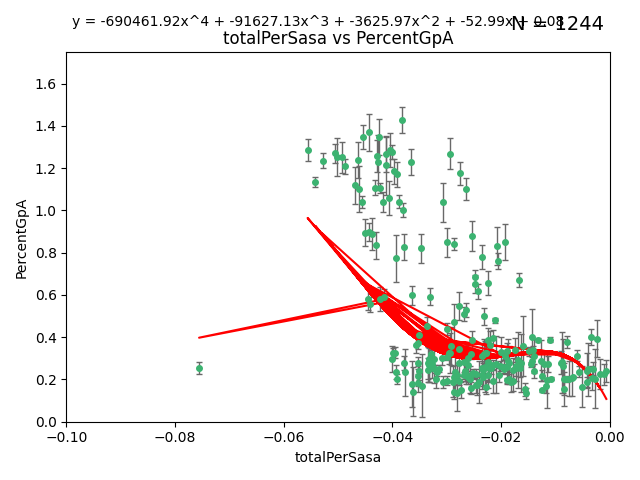 y = -690461.92x^4 + -91627.13x^3 + -3625.97x^2 + -52.99x + 0.08
N = 1244
totalPerSasa vs PercentGpA
PercentGpA
1.6
1.4
1.2
1.0
0.8
0.6
0.4
0.2
0.0
−0.10 −0.08 −0.06 −0.04 −0.02 0.00
totalPerSasa